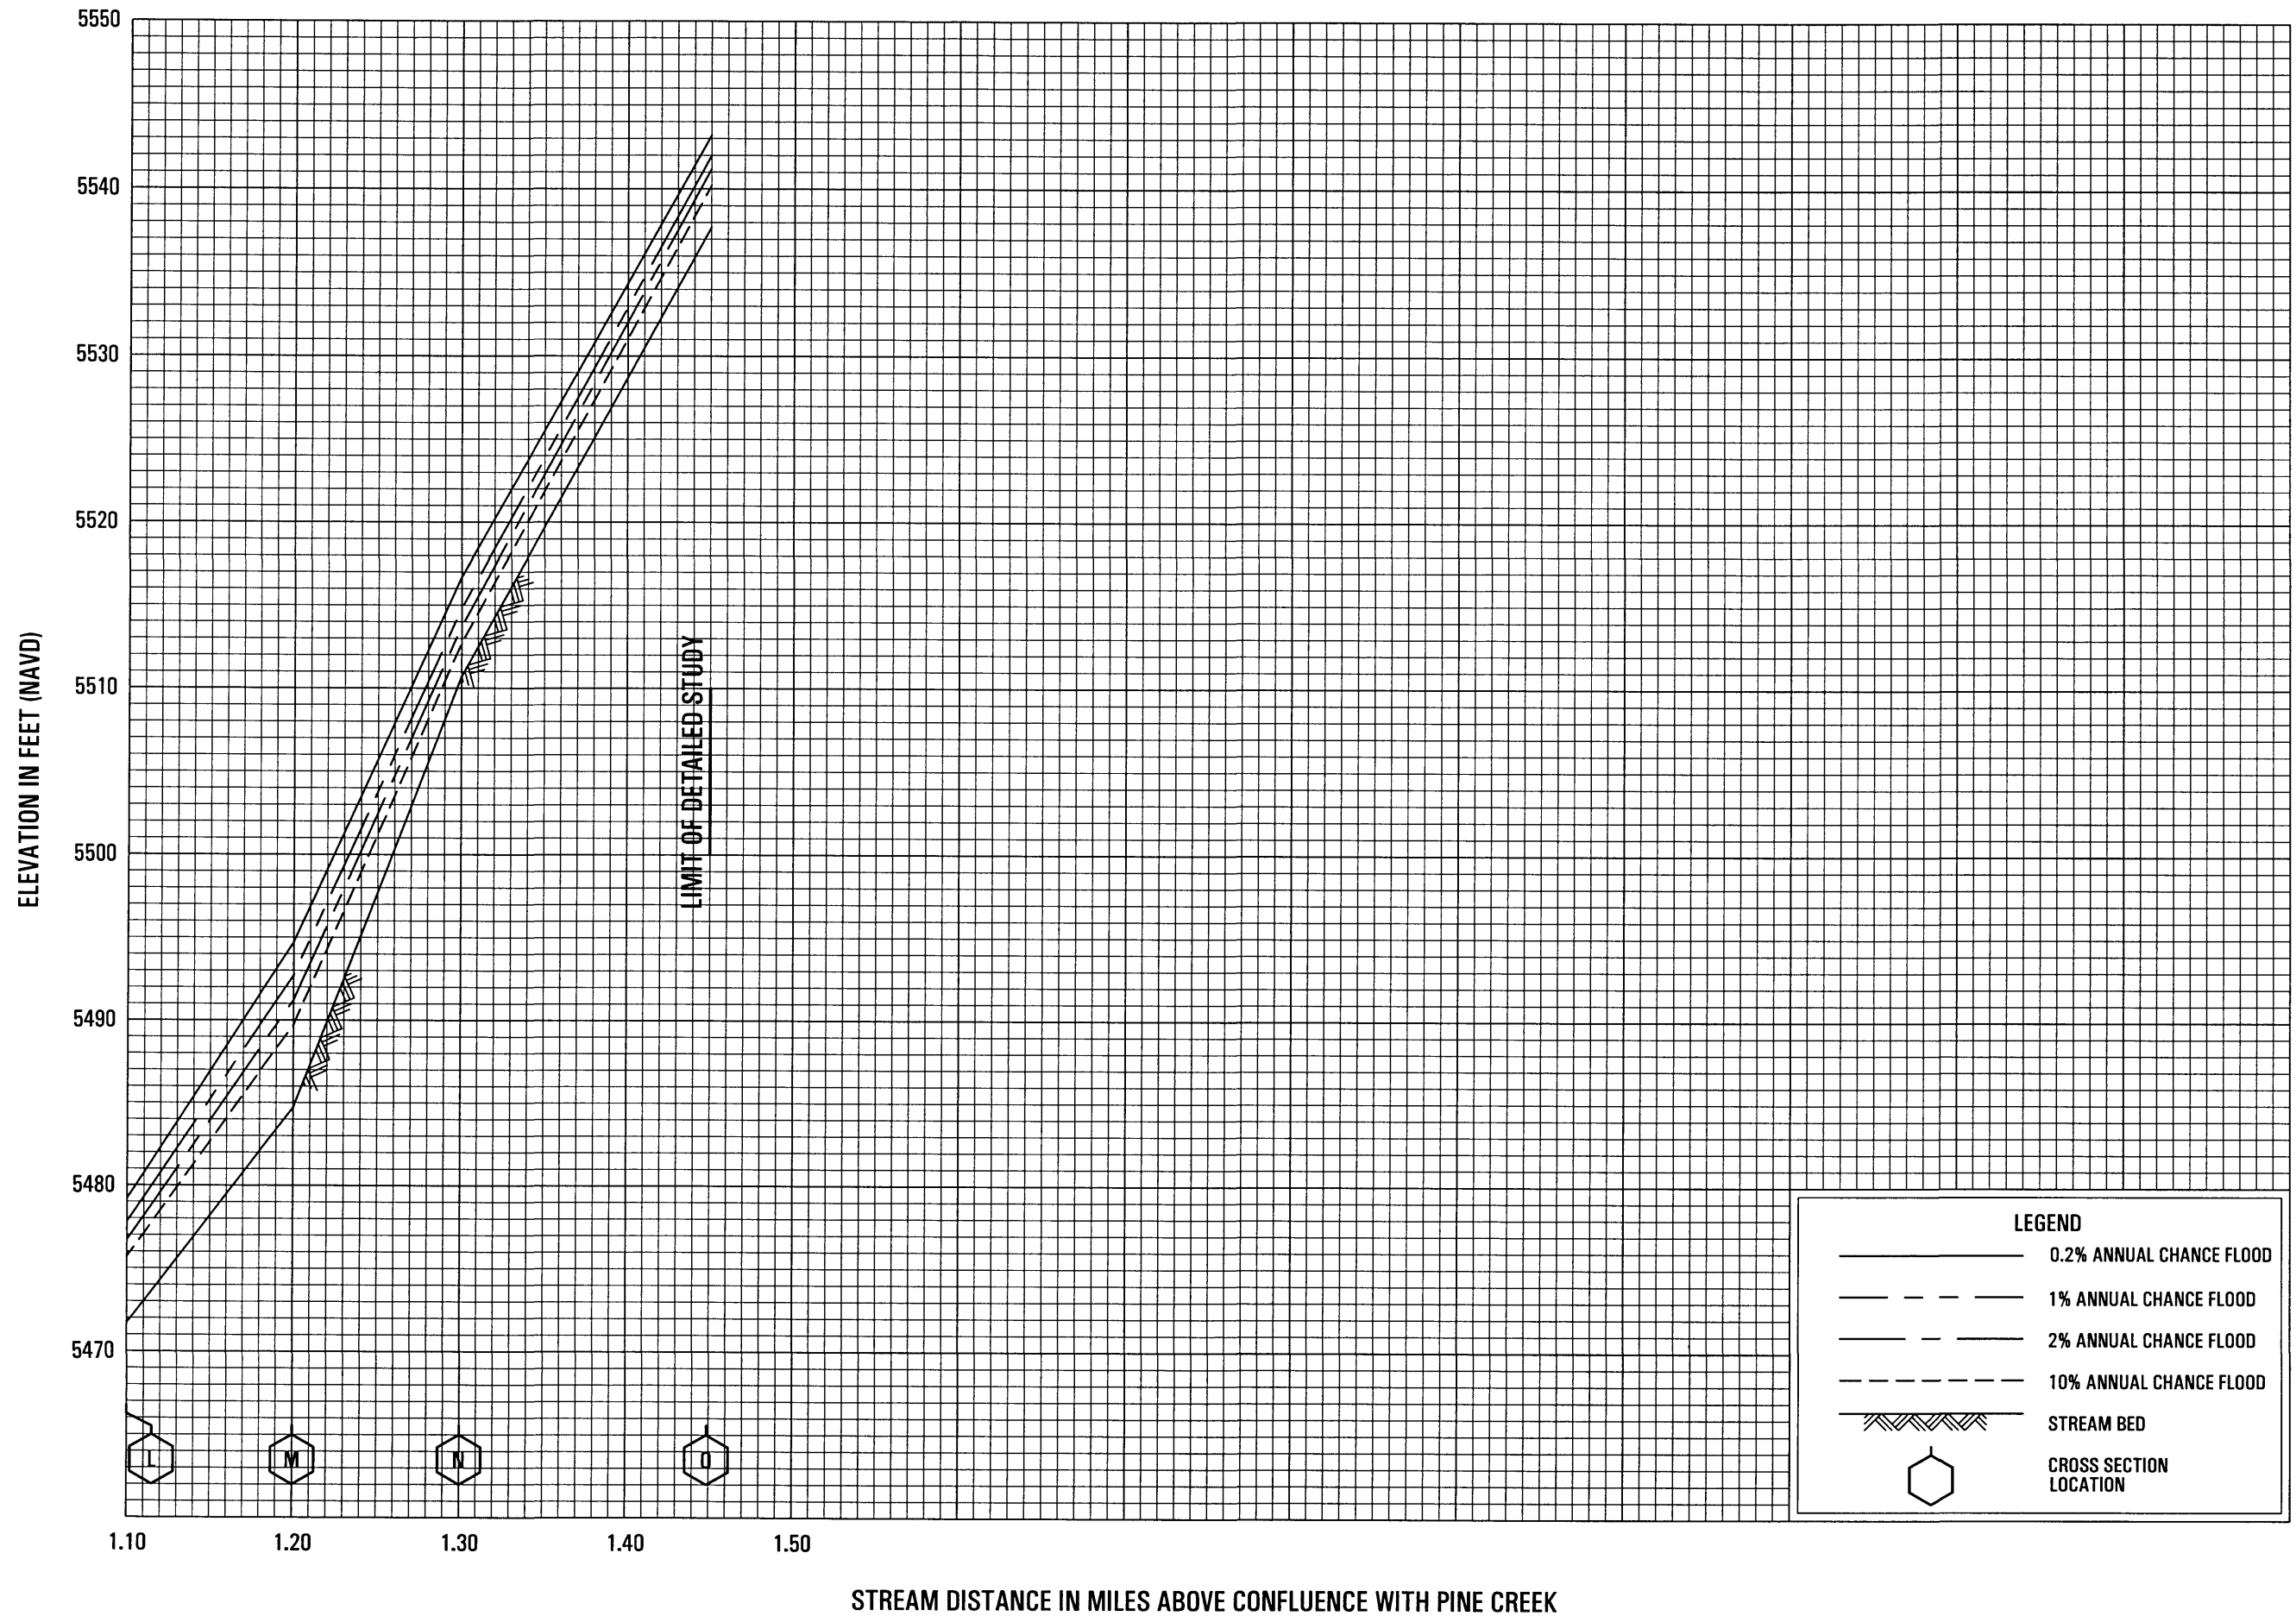 5550
5540
5530
5520
5510
5500
5490
5480
5470
ELEVATION IN FEET (NAVD)
LIMIT OF DETAILED STUDY
L
M
N
O
1.10
1.20
1.30
1.40
1.50
STREAM DISTANCE IN MILES ABOVE CONFLUENCE WITH PINE CREEK
LEGEND
0.2% ANNUAL CHANCE FLOOD
1% ANNUAL CHANCE FLOOD
2% ANNUAL CHANCE FLOOD
10% ANNUAL CHANCE FLOOD
STREAM BED
CROSS SECTION
LOCATION